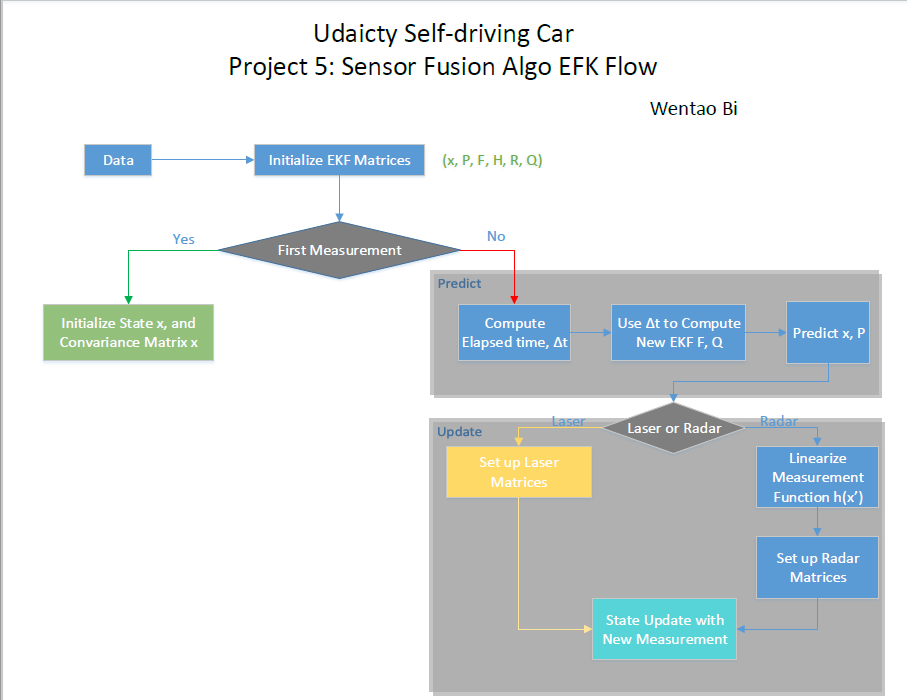 Udaicty Self-driving Car
Project 5: Sensor Fusion Algo EFK Flow
Wentao Bi
Data
Initialize EKF Matrices
(x, P, F, H, R, Q)
First Measurement
Yes
No
Initialize State x, and
Convariance Matrix x
Predict
Compute
Elapsed time, Δt
Use Δt to Compute
New EKF F, Q
Predict x, P
Laser or Radar
Laser
Radar
Update
Set up Laser
Matrices
Linearize
Measurement
Function h(x’)
Set up Radar
Matrices
State Update with
New Measurement